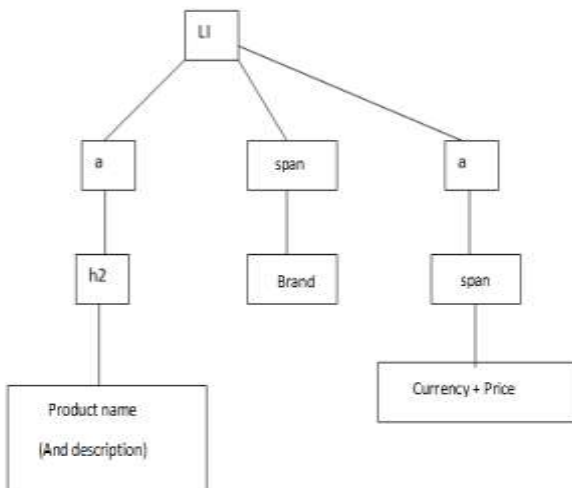 LI
a
span
a
h2
Brand
span
Product name
(And description)
Currency + Price